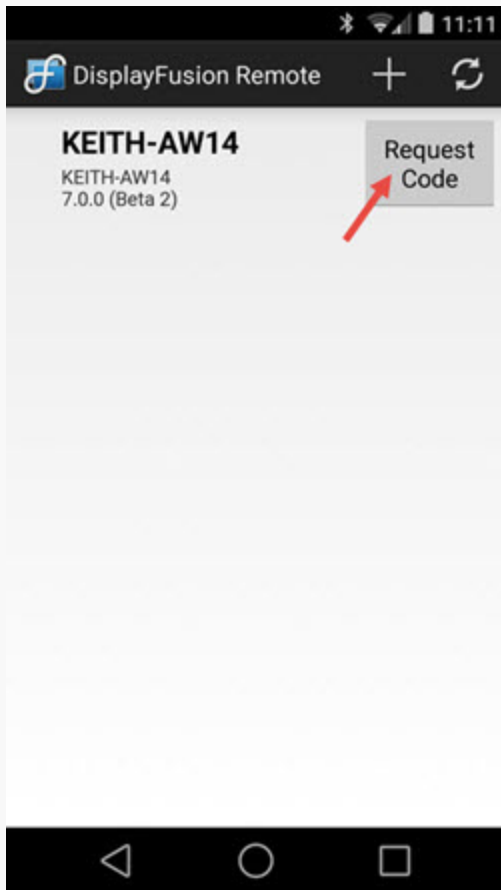 11:11
DisplayFusion Remote
KEITH-AW14
KEITH-AW14
7.0.0 (Beta 2)
Request
Code